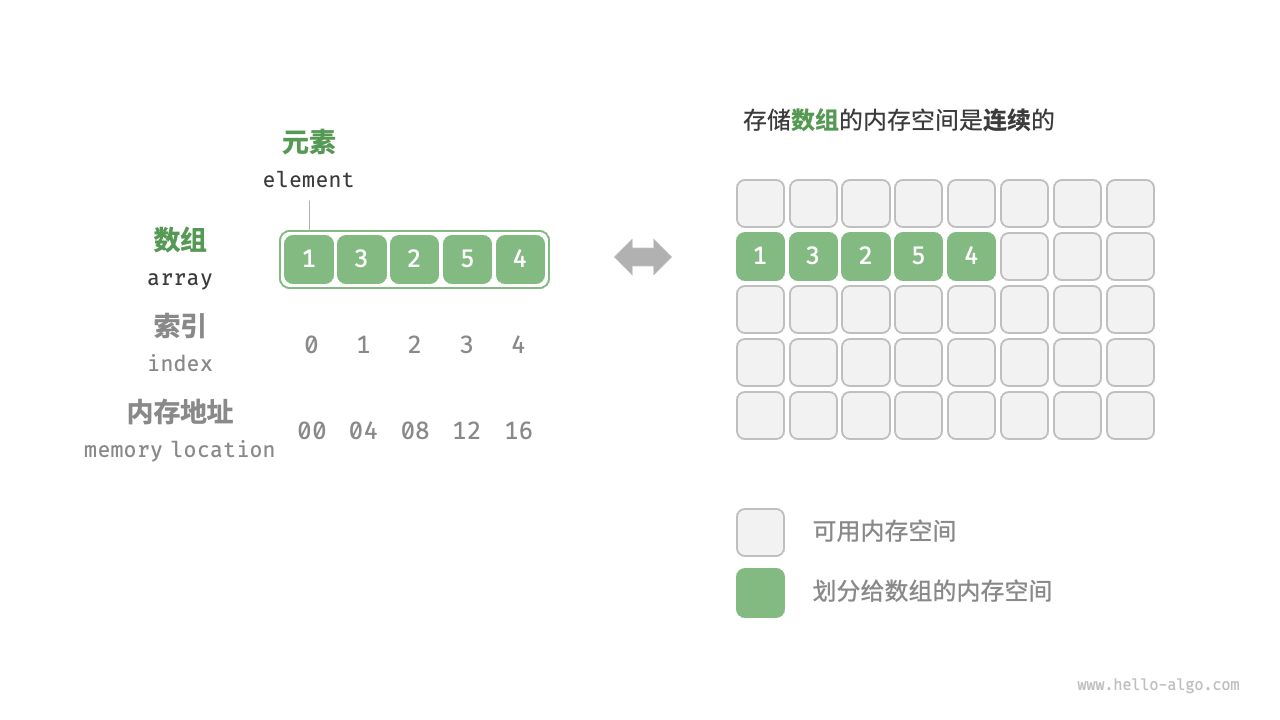 元素
element
数组
array
1 3 2 5 4
索引
index
0 1 2 3 4
内存地址
memory location
00 04 08 12 16
存储数组的内存空间是连续的
1 3 2 5 4
可用内存空间
划分给数组的内存空间
www.hello-algo.com